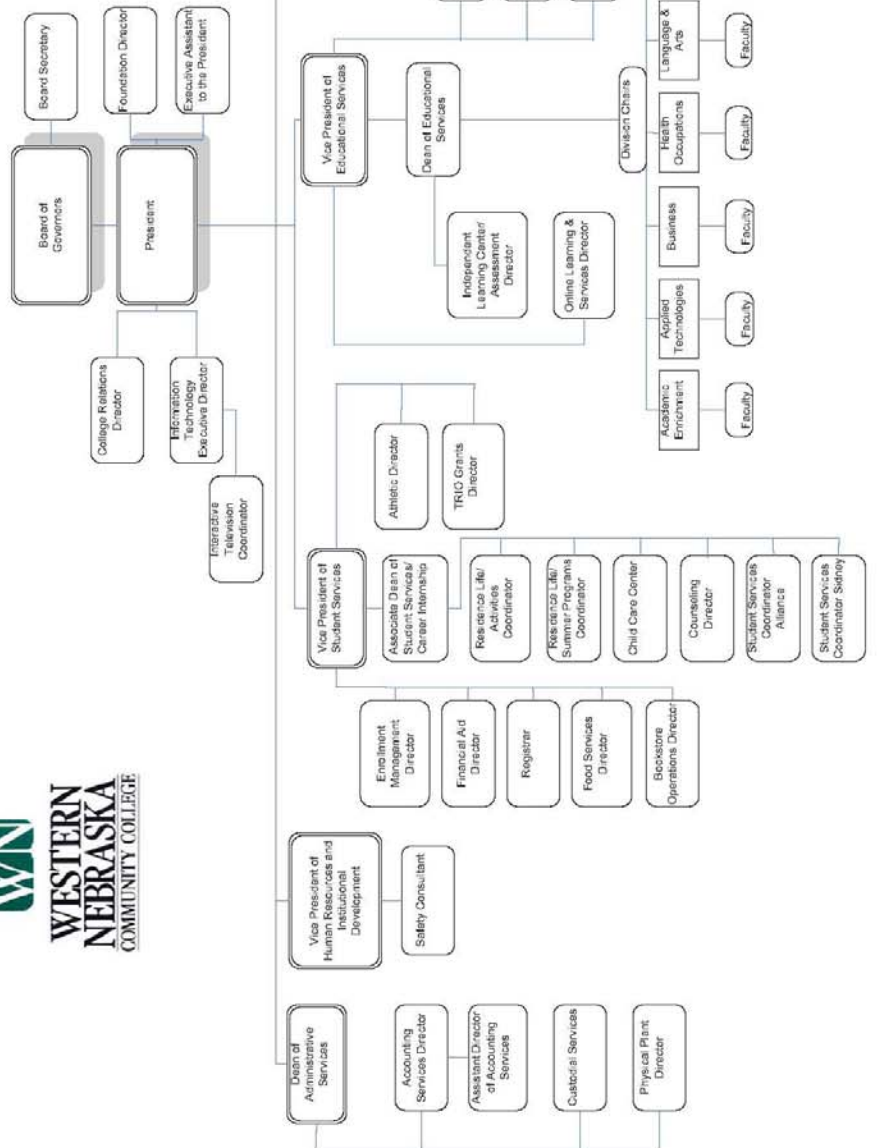 WN
WESTERN
NEBRASKA
COMMUNITY COLLEGE
Board of
Governors
Board Secretary
President
Foundation Director
Executive Assistant
to the President
College Relations
Director
Information
Technology
Executive Director
Interactive
Television
Coordinator
Dean of
Administrative
Services
Accounting
Services Director
Assistant Director
of Accounting
Services
Custodial Services
Physical Plant
Director
Vice President of
Human Resources and
Institutional
Development
Safety Consultant
Vice President of
Student Services
Enrollment
Management
Director
Financial Aid
Director
Registrar
Food Services
Director
Bookstore
Operations Director
Associate Dean of
Student Services/
Career Internship
Residence Life/
Activities
Coordinator
Residence Life/
Summer Programs
Coordinator
Child Care Center
Counseling
Director
Student Services
Coordinator
Alliance
Student Services
Coordinator Sidney
Athletic Director
TRIO Grants
Director
Vice President of
Educational Services
Dean of Educational
Services
Independent
Learning Center/
Assessment
Director
Online Learning &
Services Director
Division Chairs
Academic
Enrichment
Applied
Technologies
Business
Health
Occupations
Language &
Arts
Faculty
Faculty
Faculty
Faculty
Faculty